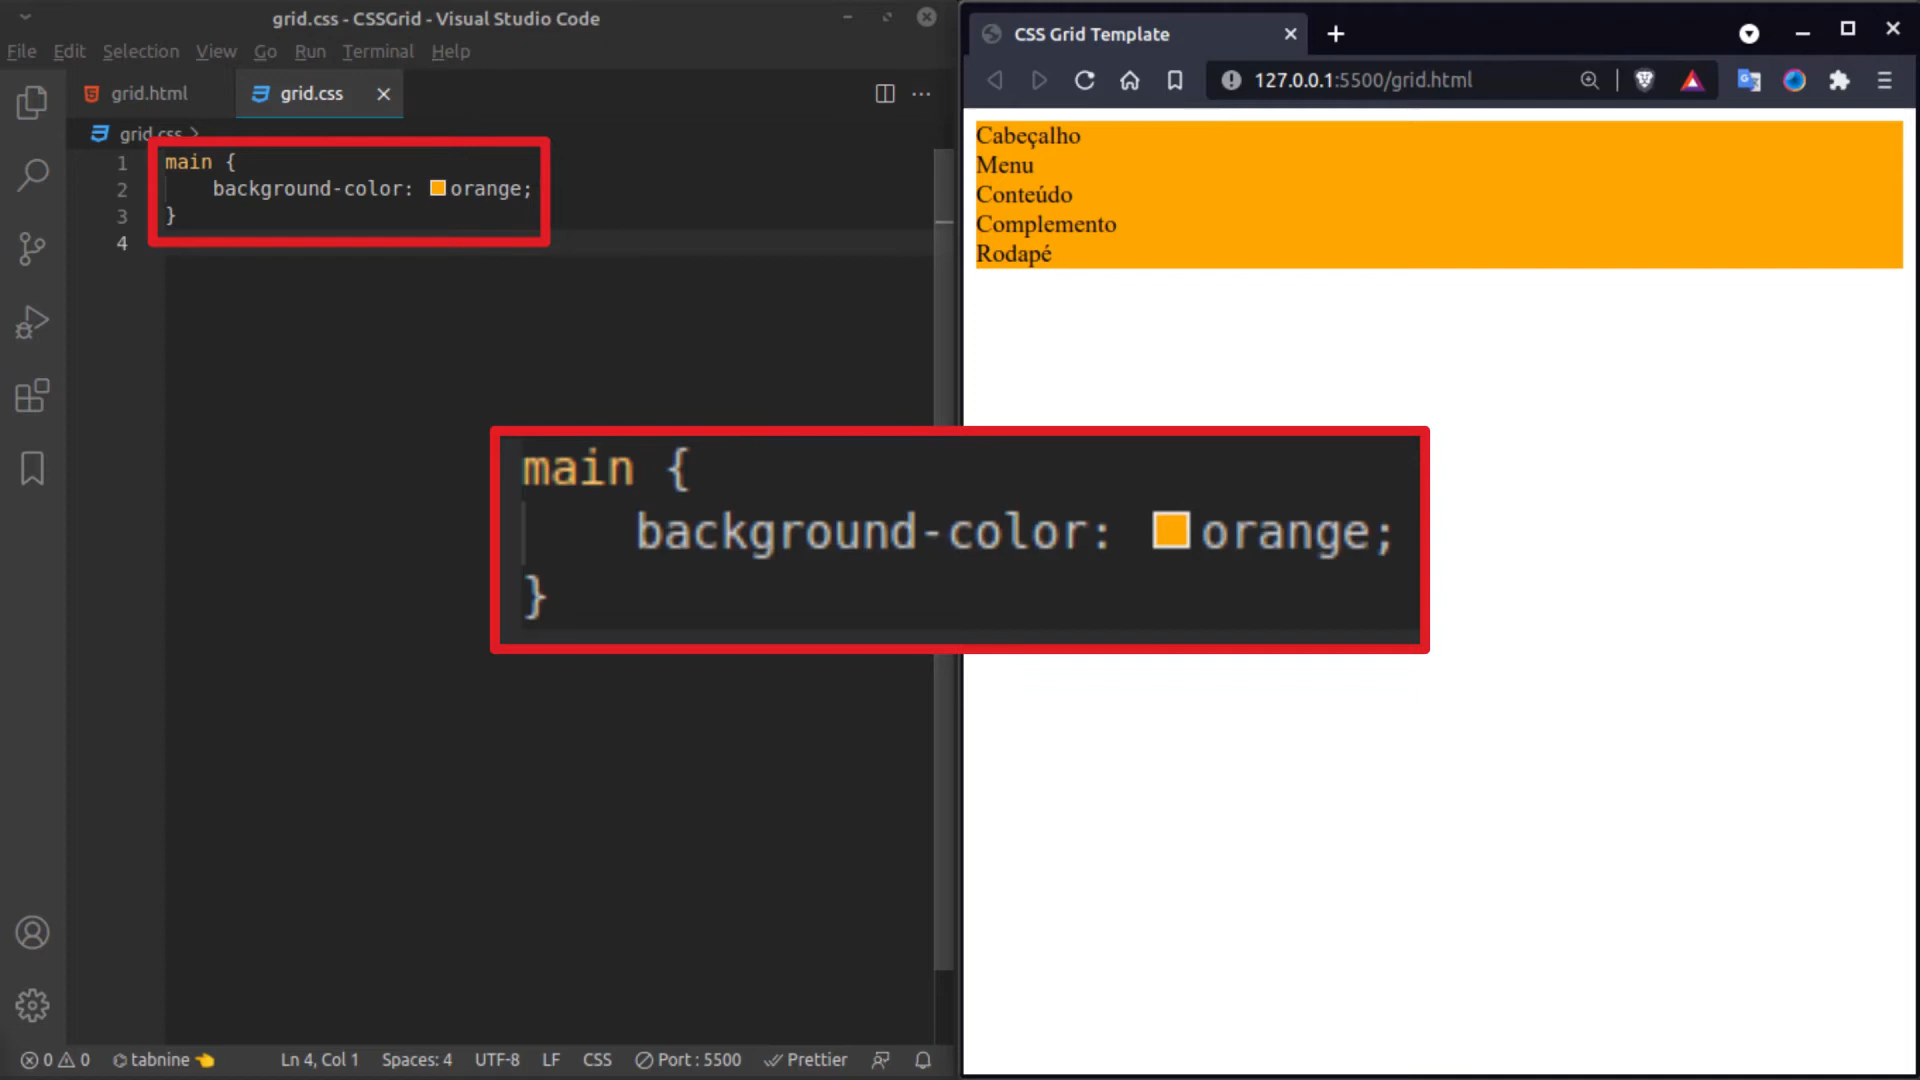 grid.css - CSSGrid - Visual Studio Code
File Edit Selection View Go Run Terminal Help
grid.html
grid.css
grid.css >
1 main {
2 background-color: orange;
3 }
4
0 0 tabnine Ln 4, Col 1 Spaces: 4 UTF-8 LF CSS Port : 5500 Prettier
CSS Grid Template
127.0.0.1:5500/grid.html
Cabeçalho
Menu
Conteúdo
Complemento
Rodapé
main {
background-color: orange;
}